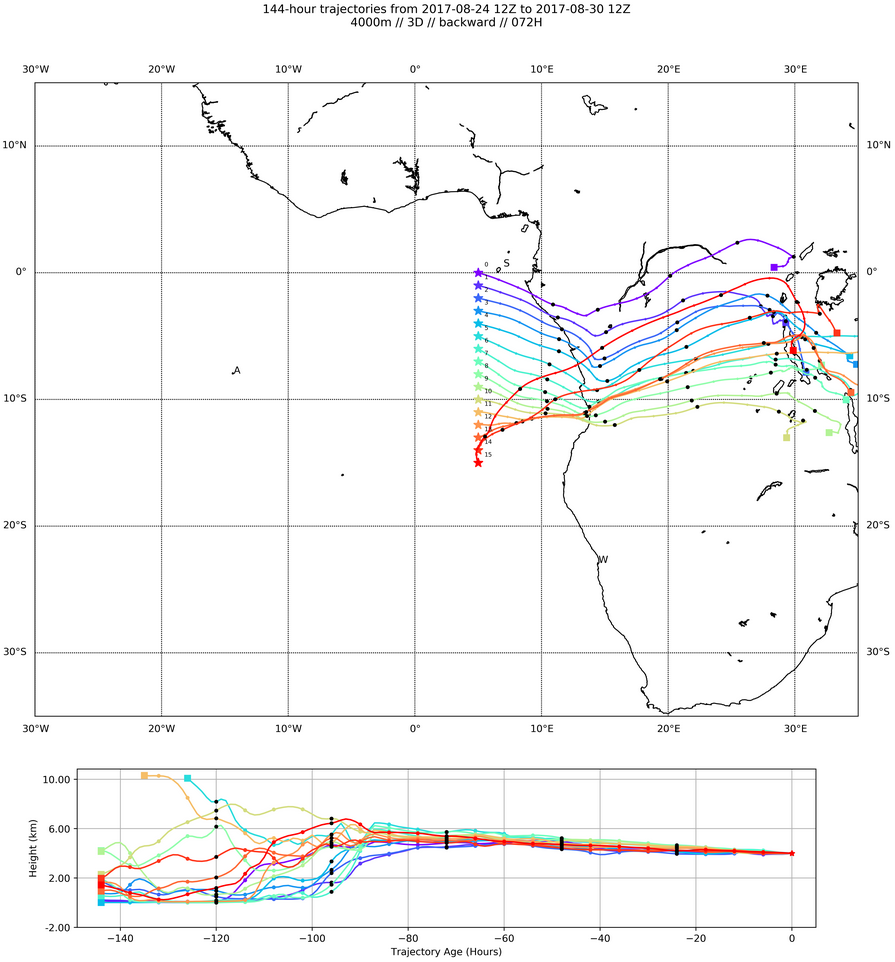 144-hour trajectories from 2017-08-24 12Z to 2017-08-30 12Z
4000m // 3D // backward // 072H
30°W 20°W 10°W 0° 10°E 20°E 30°E
10°N 10°N
0° 0°
10°S 10°S
20°S 20°S
30°S 30°S
30°W 20°W 10°W 0° 10°E 20°E 30°E
S
A
W
0
1
2
5
6
7
8
9
10
11
12
14
15
10.00
6.00
2.00
-2.00
Height (km)
−140 −120 −100 −80 −60 −40 −20 0
Trajectory Age (Hours)